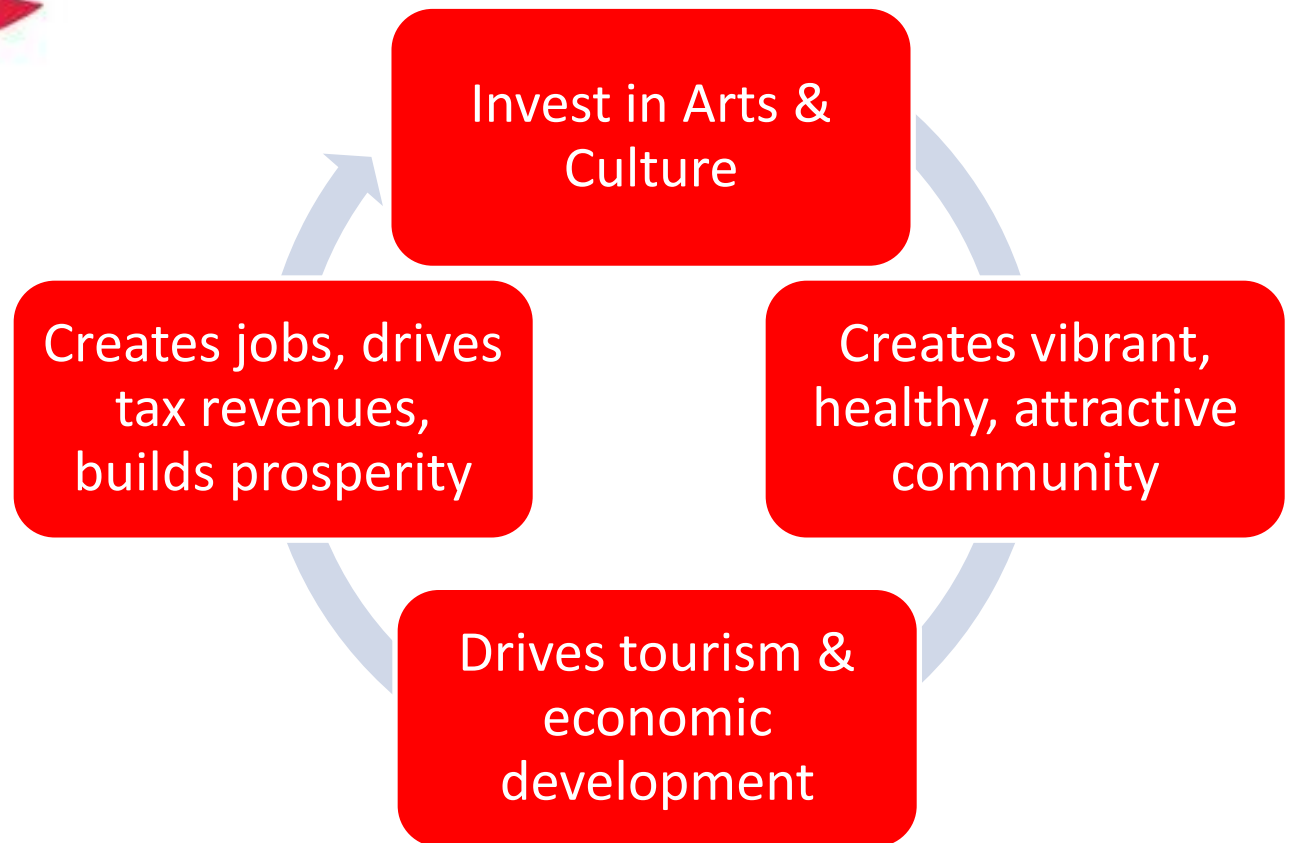 Invest in Arts &
Culture
Creates vibrant,
healthy, attractive
community
Drives tourism &
economic
development
Creates jobs, drives
tax revenues,
builds prosperity